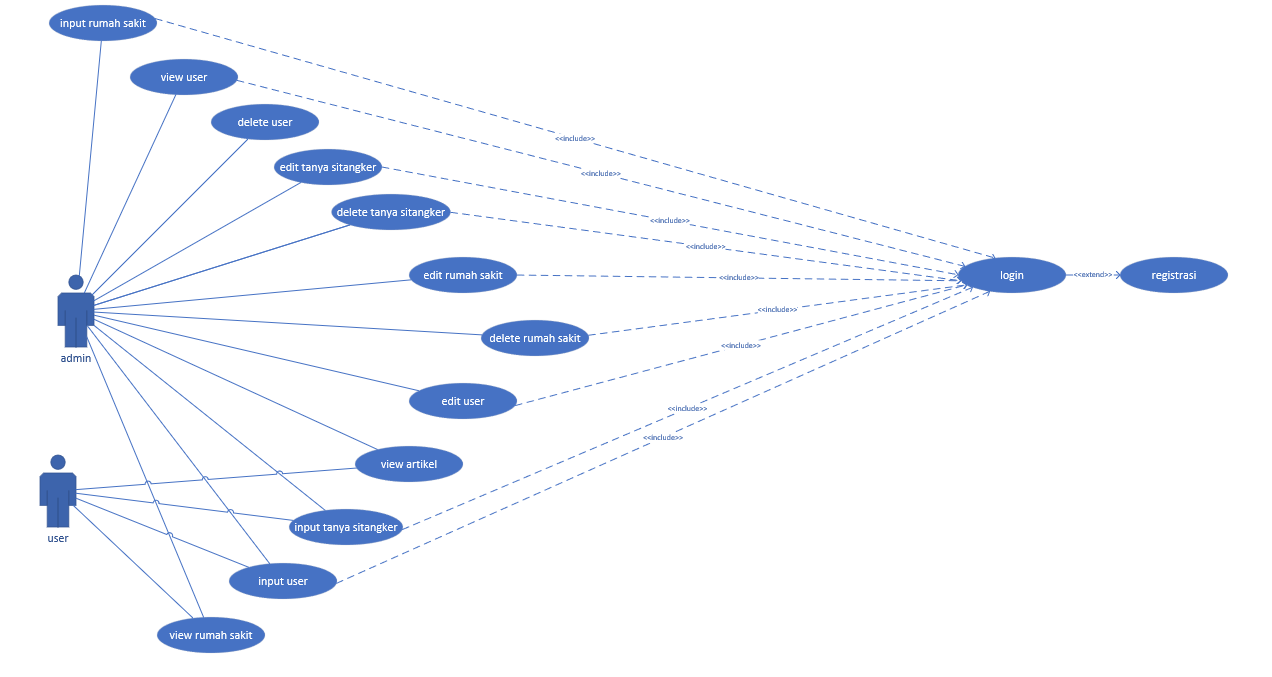 input rumah sakit
view user
delete user
<<include>>
edit tanya sitangker
<<include>>
delete tanya sitangker
<<include>>
<<include>>
edit rumah sakit
<<include>>
login
<<extend>>
registrasi
<<include>>
delete rumah sakit
<<include>>
admin
edit user
<<include>>
<<include>>
view artikel
input tanya sitangker
user
input user
view rumah sakit